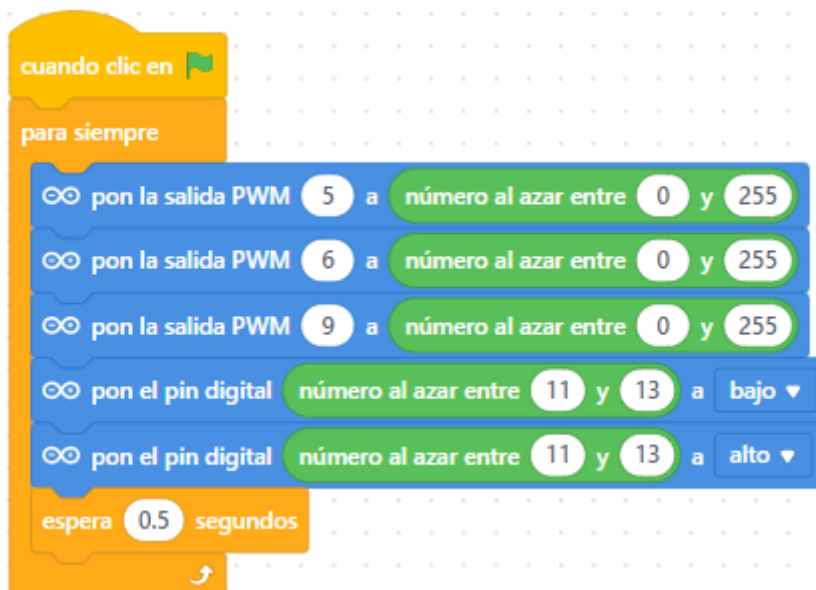 cuando clic en
para siempre
pon la salida PWM 5 a número al azar entre 0 y 255
pon la salida PWM 6 a número al azar entre 0 y 255
pon la salida PWM 9 a número al azar entre 0 y 255
pon el pin digital número al azar entre 11 y 13 a bajo
pon el pin digital número al azar entre 11 y 13 a alto
espera 0.5 segundos